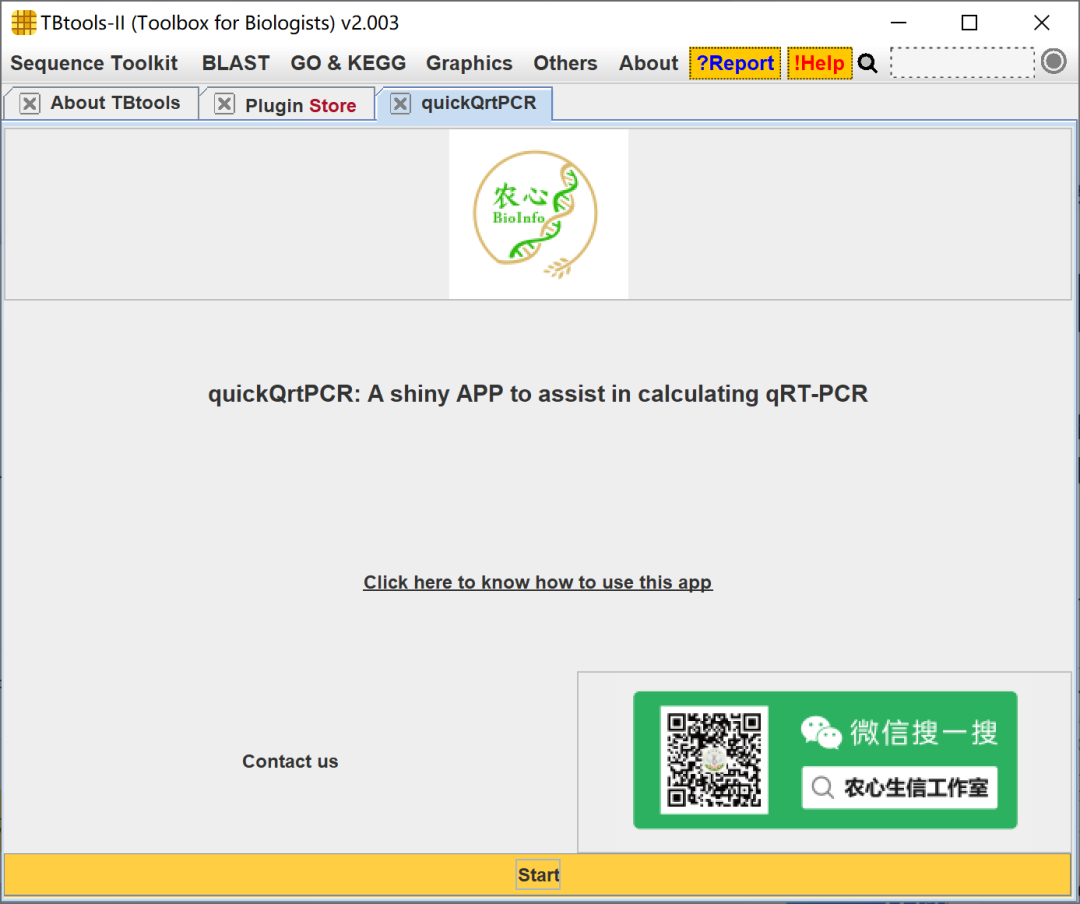 TBtools-II (Toolbox for Biologists) v2.003
Sequence Toolkit BLAST GO & KEGG Graphics Others About ?Report !Help
About TBtools Plugin Store quickQrtPCR
农心
BioInfo
quickQrtPCR: A shiny APP to assist in calculating qRT-PCR
Click here to know how to use this app
Contact us
微信搜一搜
农心生信工作室
Start